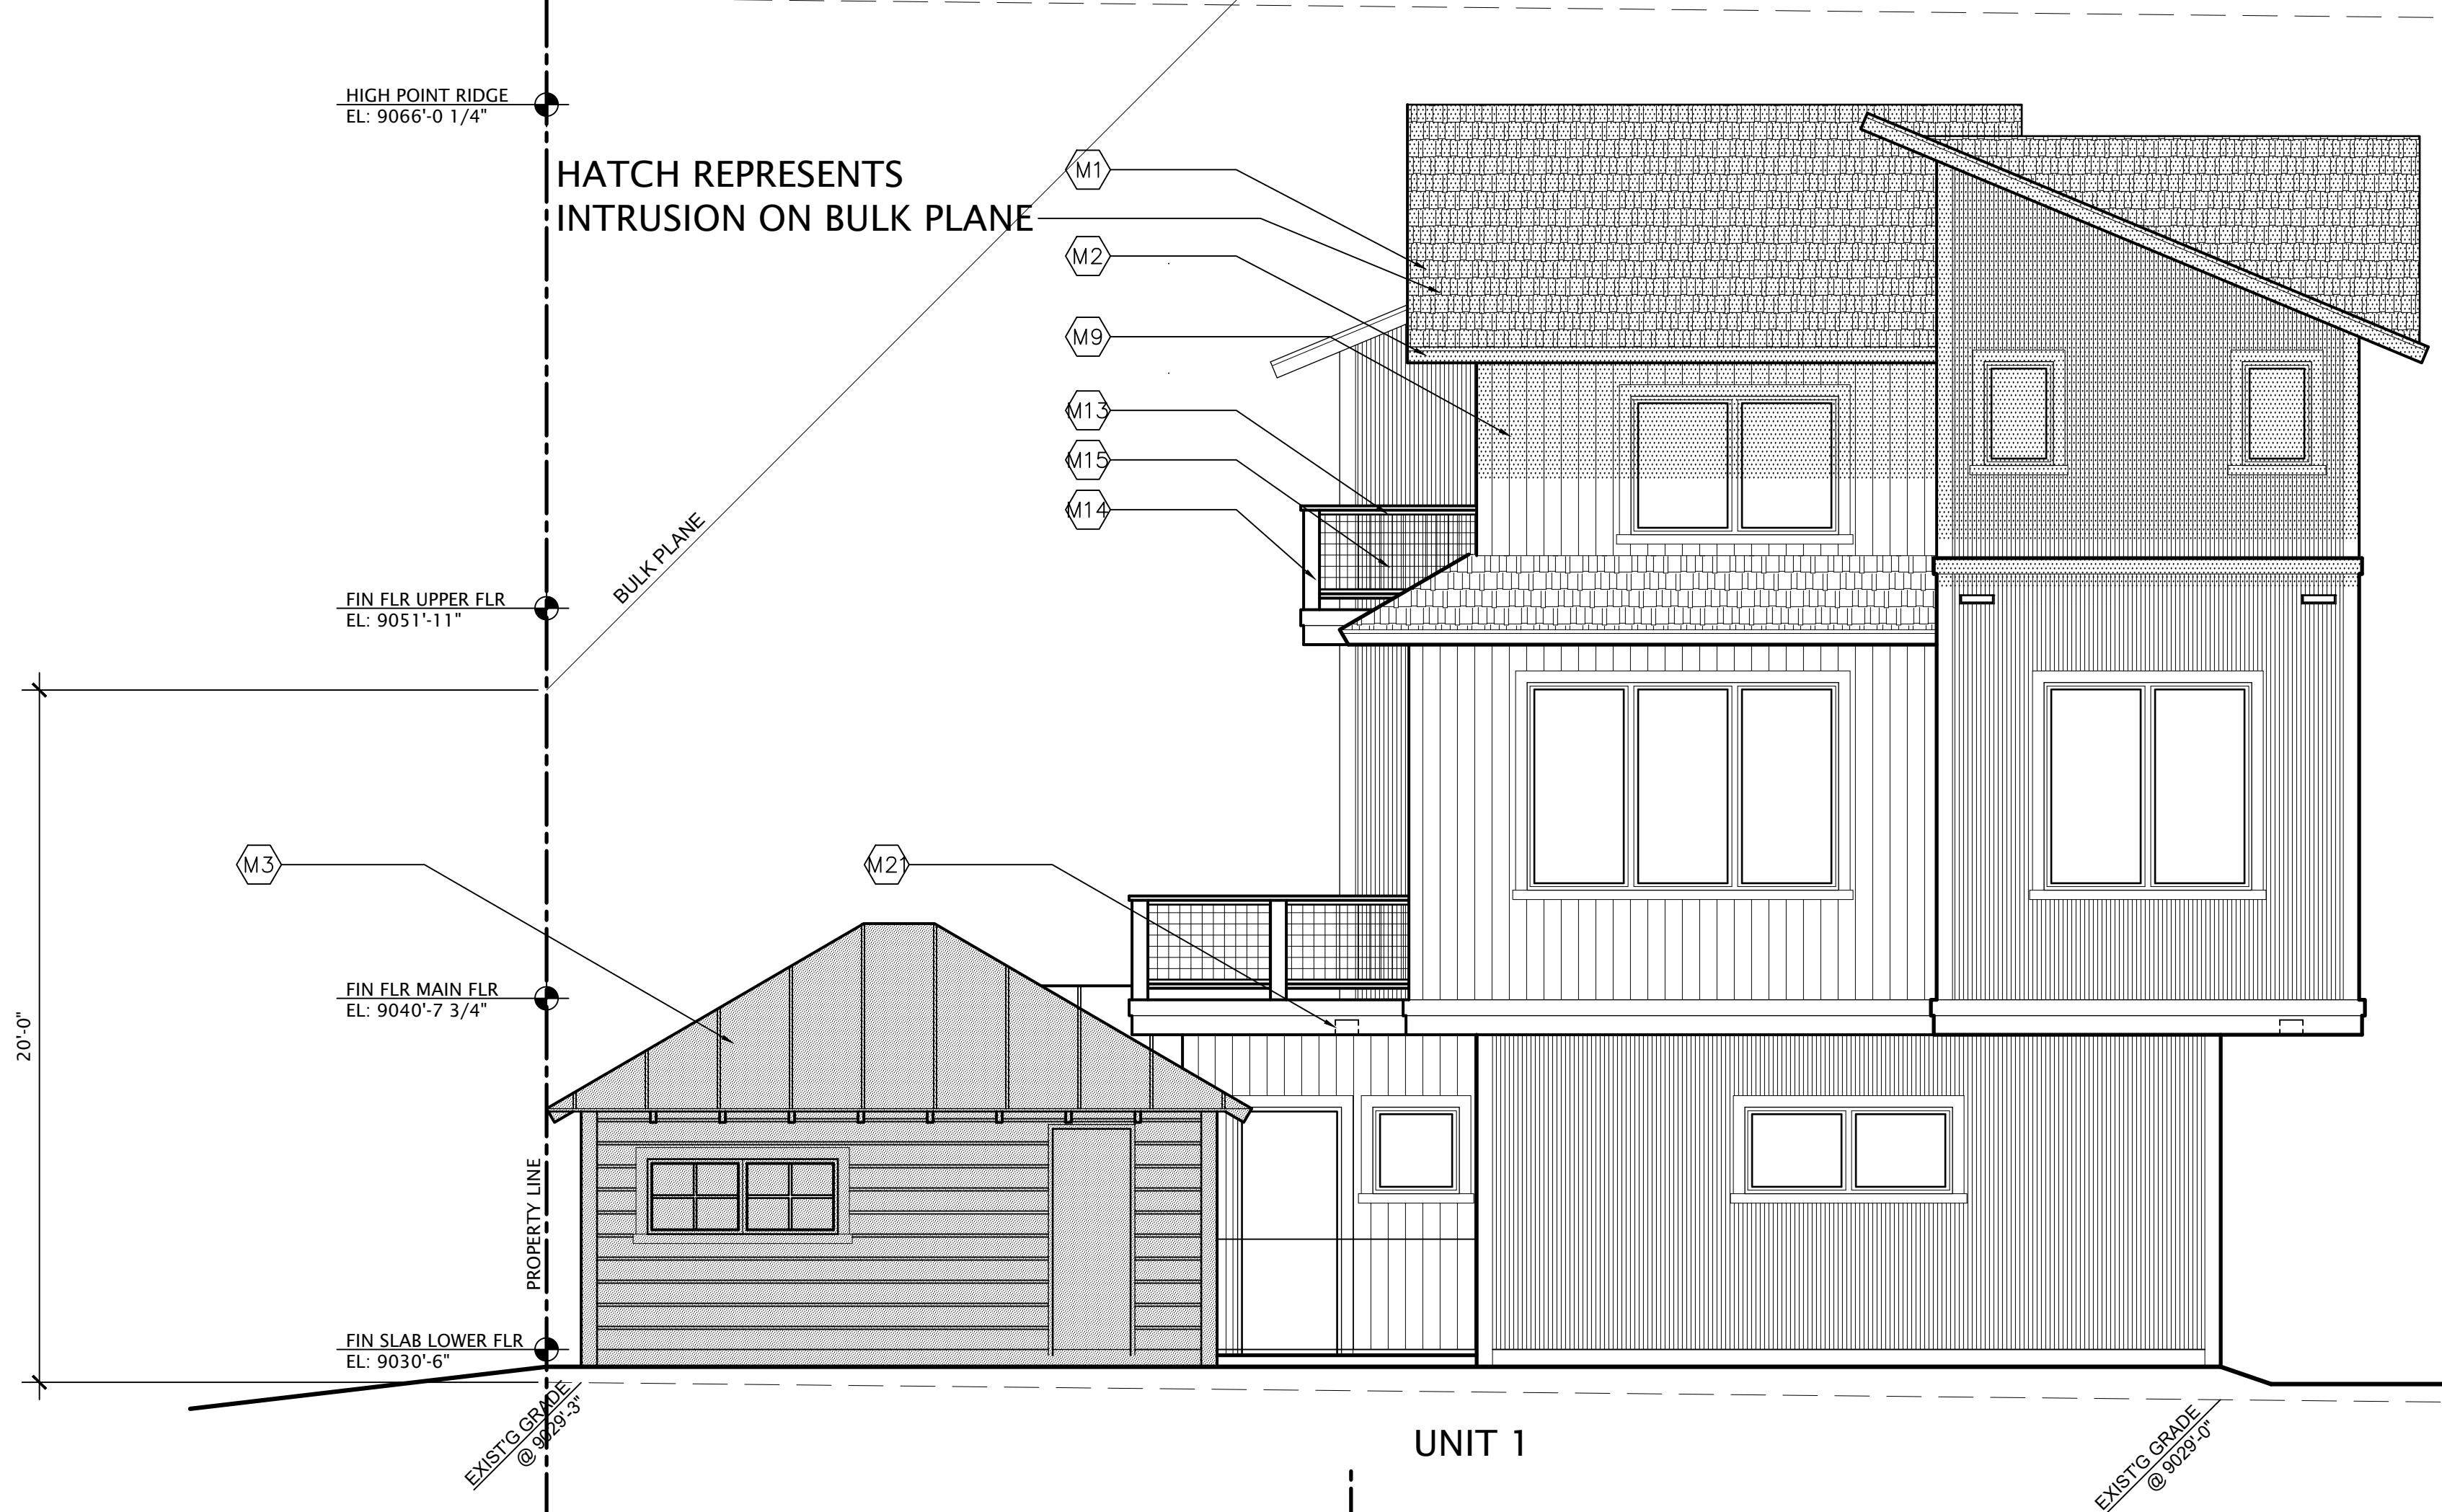 HIGH POINT RIDGE
EL: 9066'-0 1/4"
HATCH REPRESENTS
INTRUSION ON BULK PLANE
M1
M2
M9
M13
M15
M14
BULK PLANE
FIN FLR UPPER FLR
EL: 9051'-11"
M3
M21
FIN FLR MAIN FLR
EL: 9040'-7 3/4"
20'-0"
PROPERTY LINE
FIN SLAB LOWER FLR
EL: 9030'-6"
EXIST'G GRADE
@ 9029'-3"
UNIT 1
EXIST'G GRADE
@ 9029'-0"